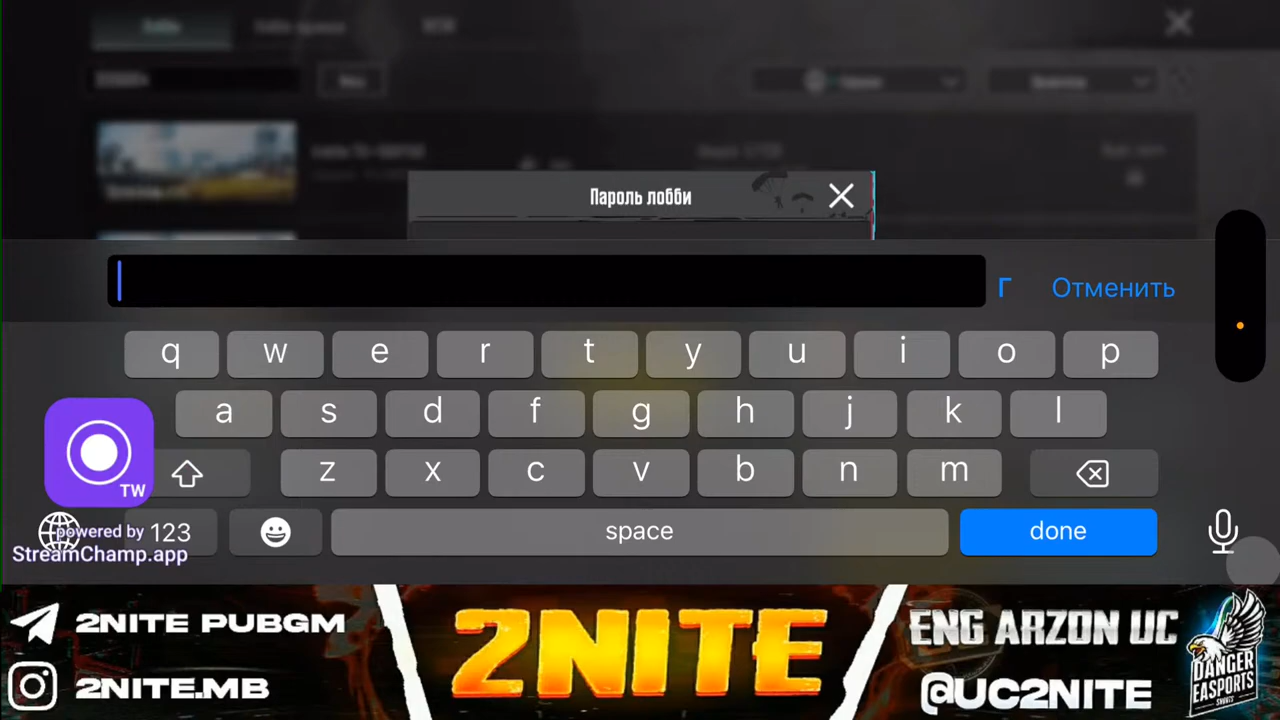 Пароль лобби
Г Отменить
q w e r t y u i o p
a s d f g h j k l
z x c v b n m
TW
123
space
done
powered by
StreamChamp.app
2NITE PUBGM
2NITE.MB
2NITE
ENG ARZON UC
@UC2NITE
DANGER
EASPORTS